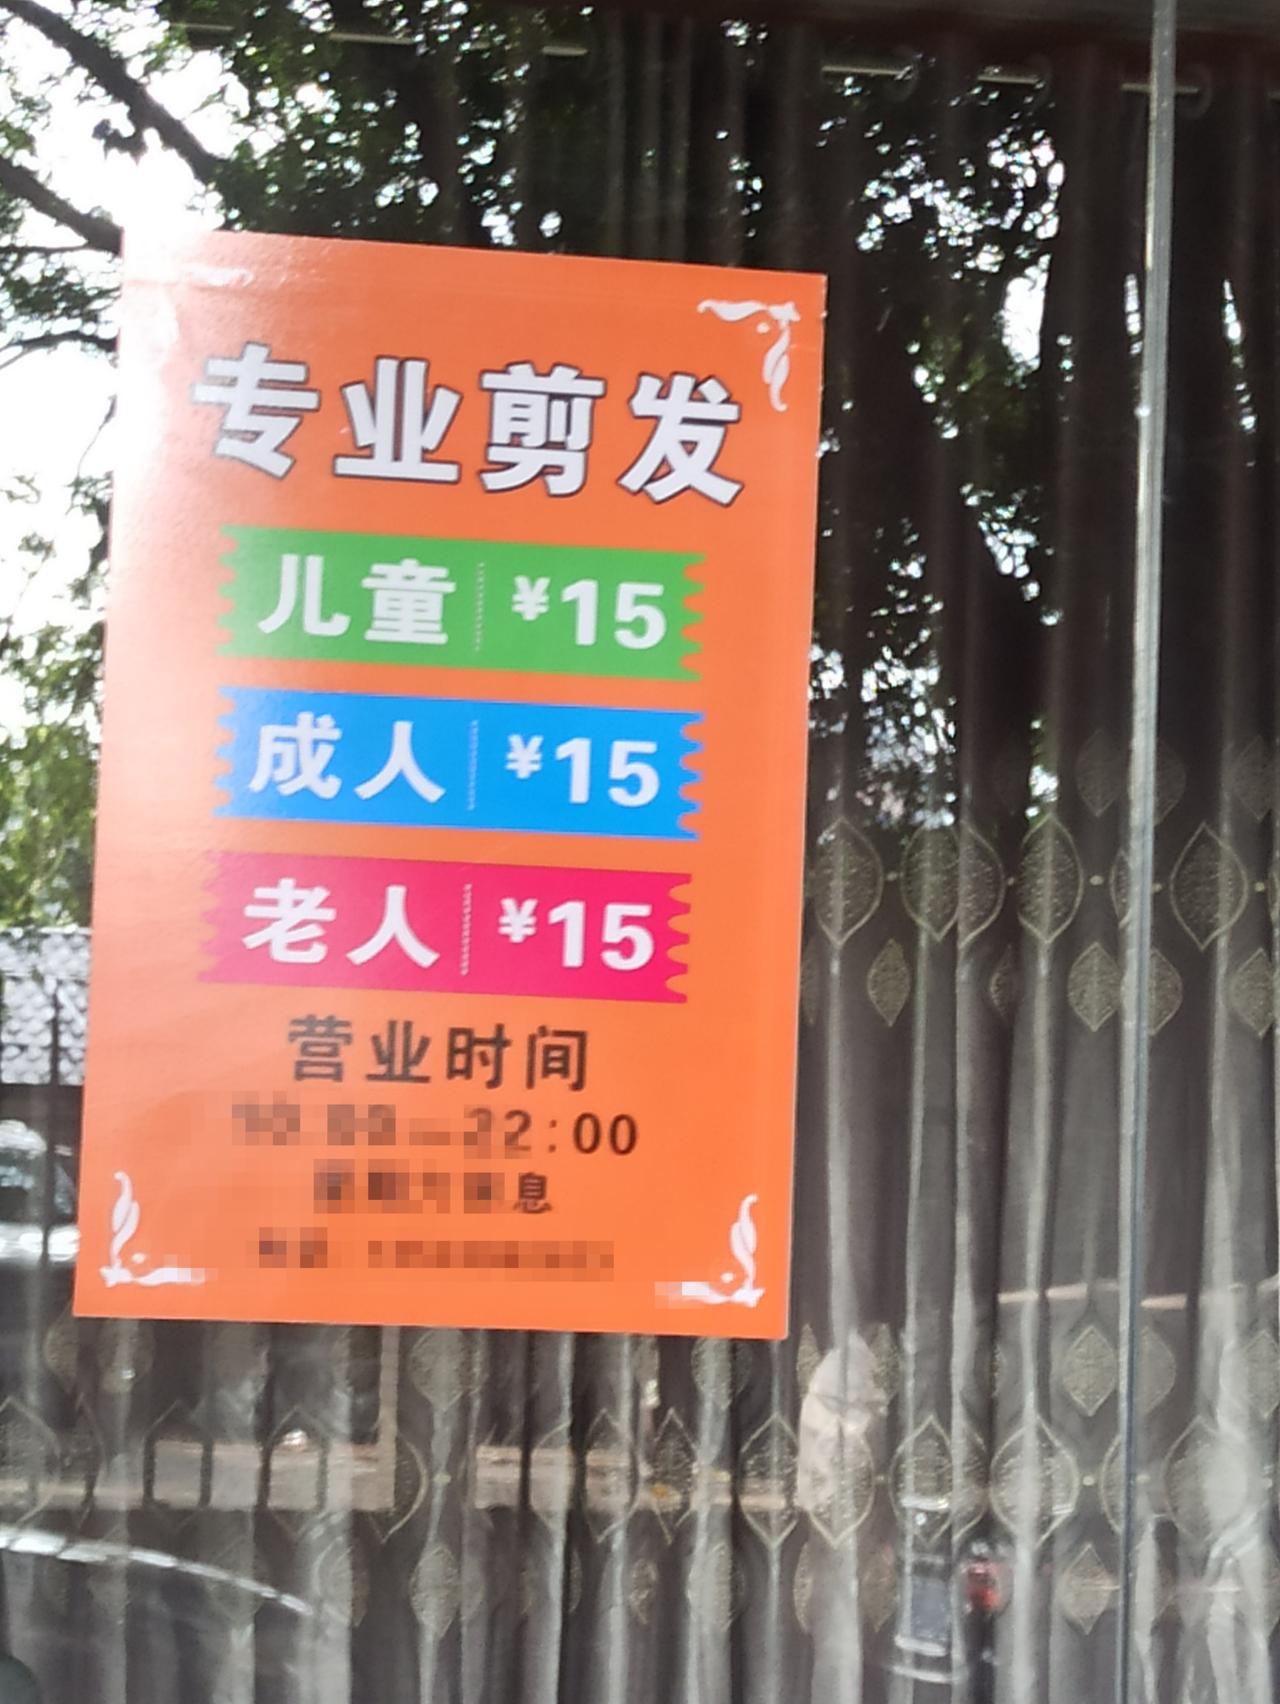 专业剪发
儿童 ¥15
成人 ¥15
老人 ¥15
营业时间
22:00
息